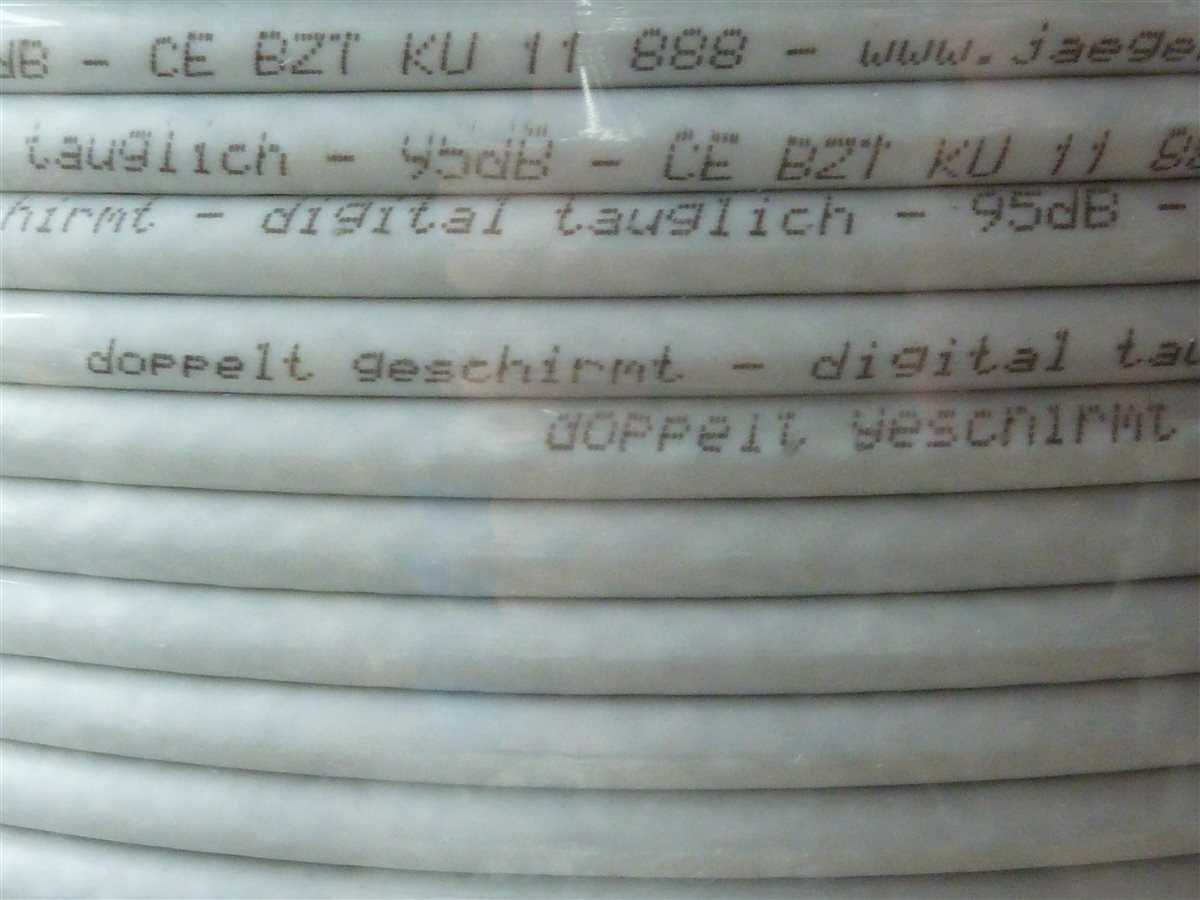 dB - CE BZT KU 11 888 - www.jaege
tauglich - 95dB - CE BZT KU 11 88
hirmt - digital tauglich - 95dB -
doppelt geschirmt - digital tau
doppelt geschirmt